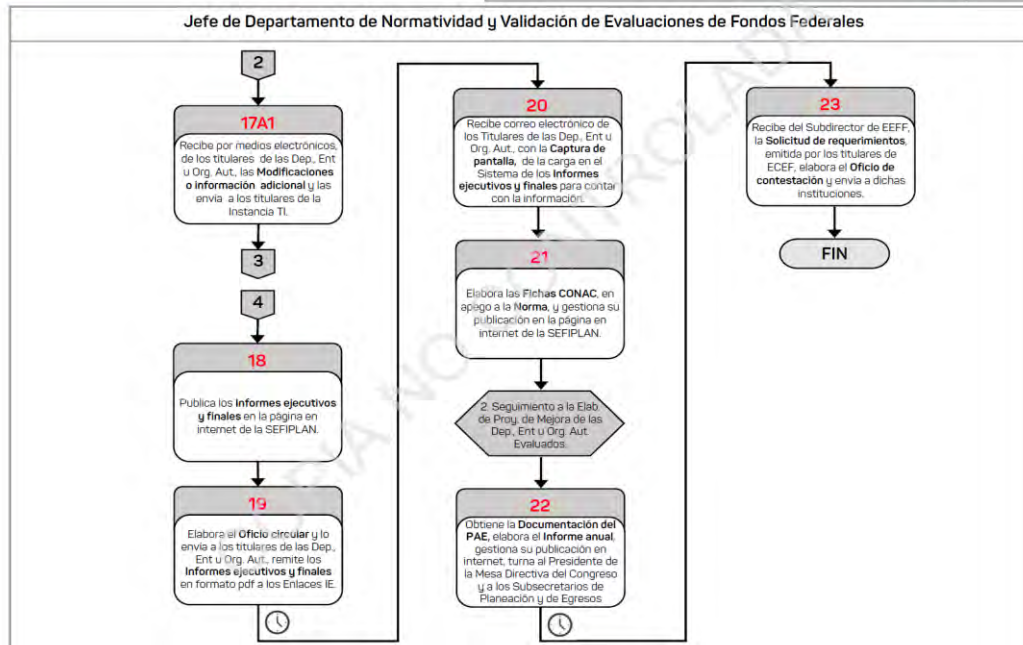 Jefe de Departamento de Normatividad y Validación de Evaluaciones de Fondos Federales
2
17A1
Recibe por medios electrónicos,
de los titulares de las Dep., Ent
u Org. Aut., las Modificaciones
o información adicional y las
envía a los titulares de la
Instancia TI.
3
4
18
Publica los Informes ejecutivos
y finales en la página en
internet de la SEFIPLAN.
19
Elabora el Oficio circular y lo
envía a los titulares de las Dep.,
Ent u Org. Aut., remite los
Informes ejecutivos y finales
en formato pdf a los Enlaces IE.
20
Recibe correo electrónico de
los Titulares de las Dep., Ent u
Org. Aut., con la Captura de
pantalla, de la carga en el
Sistema de los Informes
ejecutivos y finales para contar
con la información.
21
Elabora las Fichas CONAC, en
apego a la Norma, y gestiona su
publicación en la página en
internet de la SEFIPLAN.
2. Seguimiento a la Elab.
de Proy. de Mejora de las
Dep., Ent u Org. Aut
Evaluados.
22
Obtiene la Documentación del
PAE, elabora el Informe anual,
gestiona su publicación en
internet, turna al Presidente de
la Mesa Directiva del Congreso
y a los Subsecretarios de
Planeación y de Egresos
23
Recibe del Subdirector de EEFF,
la Solicitud de requerimientos,
emitida por los titulares de
ECEF, elabora el Oficio de
contestación y envía a dichas
instituciones.
FIN
COPIA NO CONTROLADA